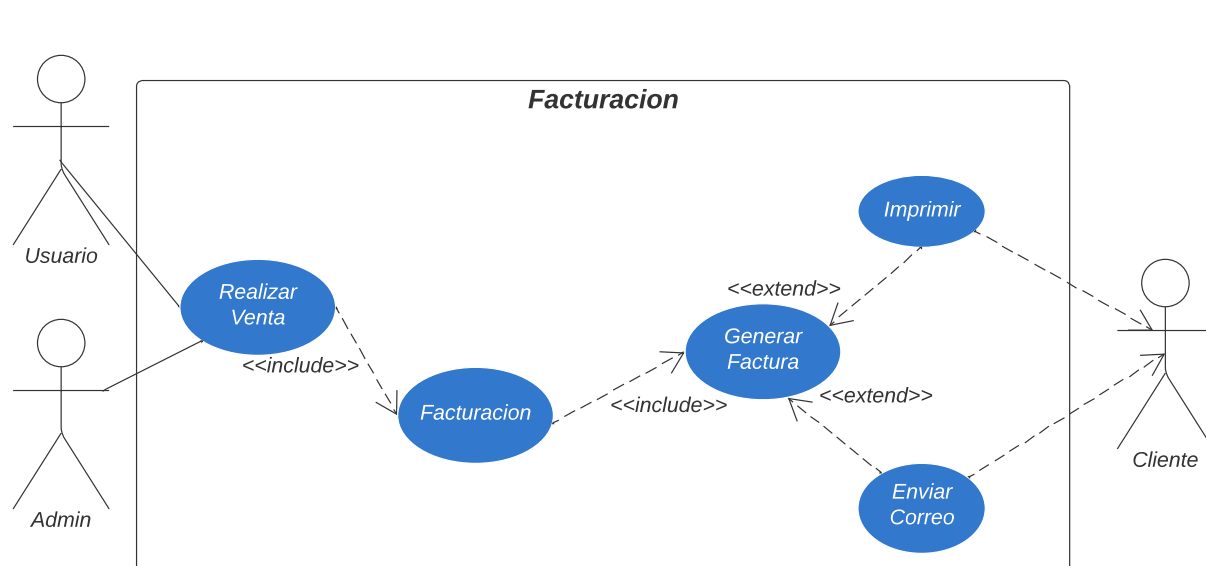 Facturacion
Usuario
Imprimir
Realizar
Venta
<<extend>>
Generar
Factura
<<include>>
Facturacion
<<include>>
<<extend>>
Cliente
Enviar
Correo
Admin